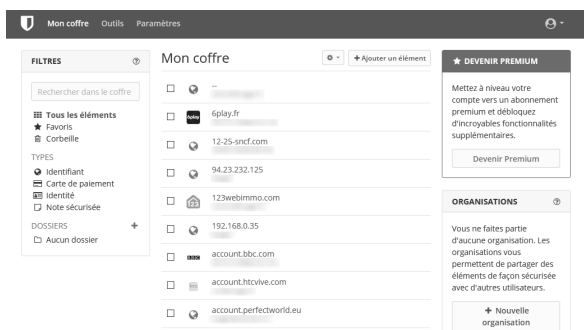 Mon coffre Outils Paramètres
FILTRES
Rechercher dans le coffre
Tous les éléments
Favoris
Corbeille
TYPES
Identifiant
Carte de paiement
Identité
Note sécurisée
DOSSIERS
Aucun dossier
Mon coffre
Ajouter un élément
--
6play
6play.fr
12-25-sncf.com
94.23.232.125
123
123webimmo.com
192.168.0.35
BBC
account.bbc.com
account.htcvive.com
account.perfectworld.eu
DEVENIR PREMIUM
Mettez à niveau votre
compte vers un abonnement
premium et débloquez
d'incroyables fonctionnalités
supplémentaires.
Devenir Premium
ORGANISATIONS
Vous ne faites partie
d'aucune organisation. Les
organisations vous
permettent de partager des
éléments de façon sécurisée
avec d'autres utilisateurs.
Nouvelle
organisation